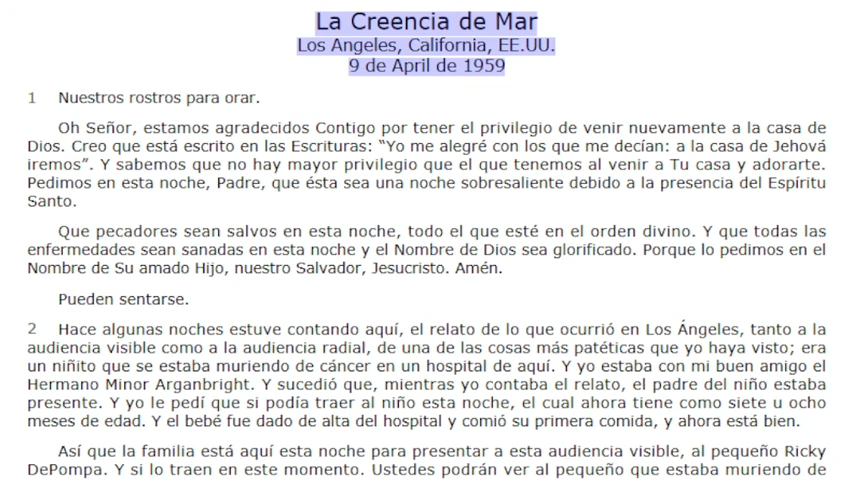 La Creencia de Mar
Los Angeles, California, EE.UU.
9 de April de 1959
1 Nuestros rostros para orar.
Oh Señor, estamos agradecidos Contigo por tener el privilegio de venir nuevamente a la casa de
Dios. Creo que está escrito en las Escrituras: “Yo me alegré con los que me decían: a la casa de Jehová
iremos”. Y sabemos que no hay mayor privilegio que el que tenemos al venir a Tu casa y adorarte.
Pedimos en esta noche, Padre, que ésta sea una noche sobresaliente debido a la presencia del Espíritu
Santo.
Que pecadores sean salvos en esta noche, todo el que esté en el orden divino. Y que todas las
enfermedades sean sanadas en esta noche y el Nombre de Dios sea glorificado. Porque lo pedimos en el
Nombre de Su amado Hijo, nuestro Salvador, Jesucristo. Amén.
Pueden sentarse.
2 Hace algunas noches estuve contando aquí, el relato de lo que ocurrió en Los Ángeles, tanto a la
audiencia visible como a la audiencia radial, de una de las cosas más patéticas que yo haya visto; era
un niñito que se estaba muriendo de cáncer en un hospital de aquí. Y yo estaba con mi buen amigo el
Hermano Minor Arganbright. Y sucedió que, mientras yo contaba el relato, el padre del niño estaba
presente. Y yo le pedí que si podía traer al niño esta noche, el cual ahora tiene como siete u ocho
meses de edad. Y el bebé fue dado de alta del hospital y comió su primera comida, y ahora está bien.
Así que la familia está aquí esta noche para presentar a esta audiencia visible, al pequeño Ricky
DePompa. Y si lo traen en este momento. Ustedes podrán ver al pequeño que estaba muriendo de